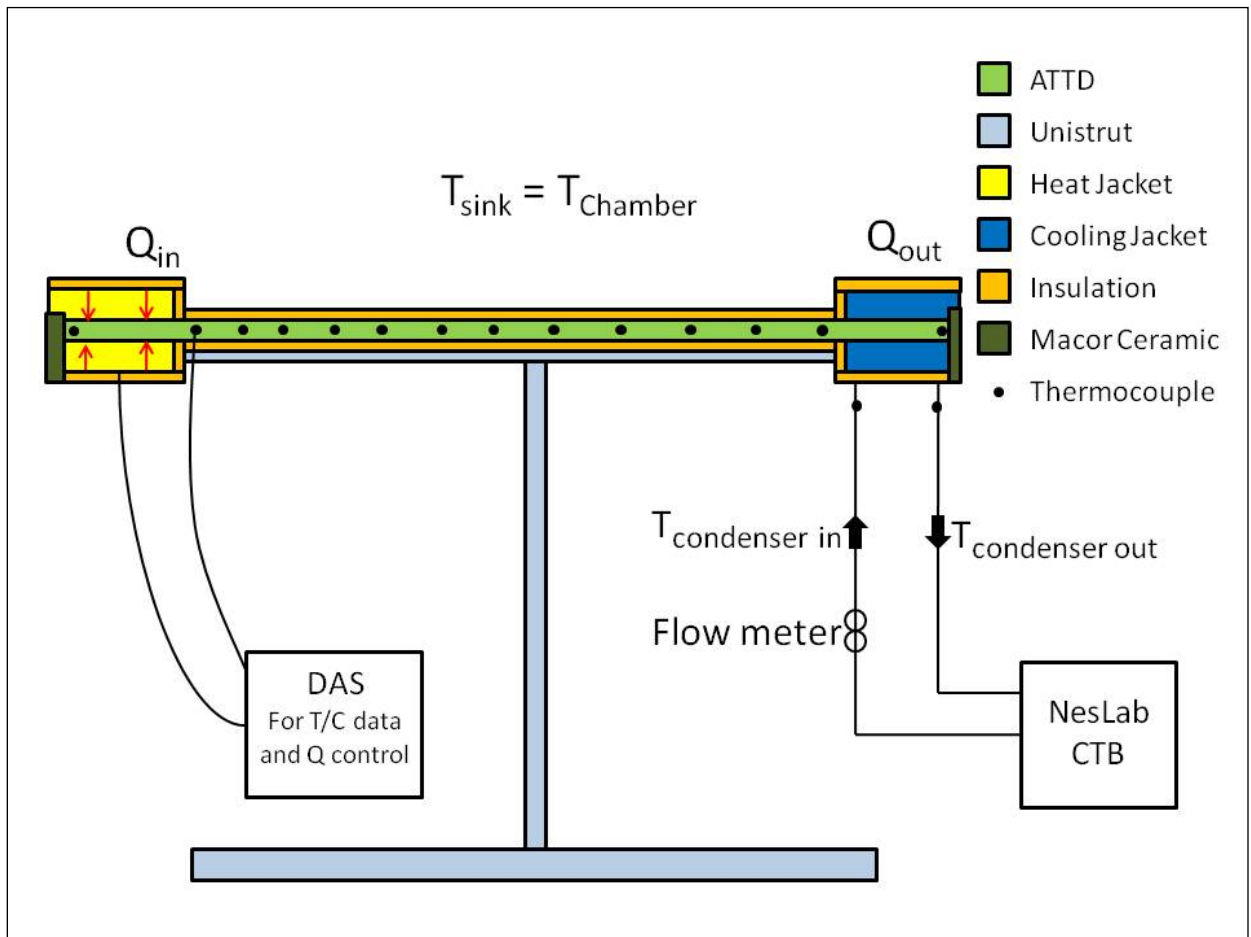 ATTD
Unistrut
Heat Jacket
Cooling Jacket
Insulation
Macor Ceramic
Thermocouple
Tsink = TChamber
Qin
Qout
Tcondenser in
Tcondenser out
Flow meter
DAS
For T/C data
and Q control
NesLab
CTB